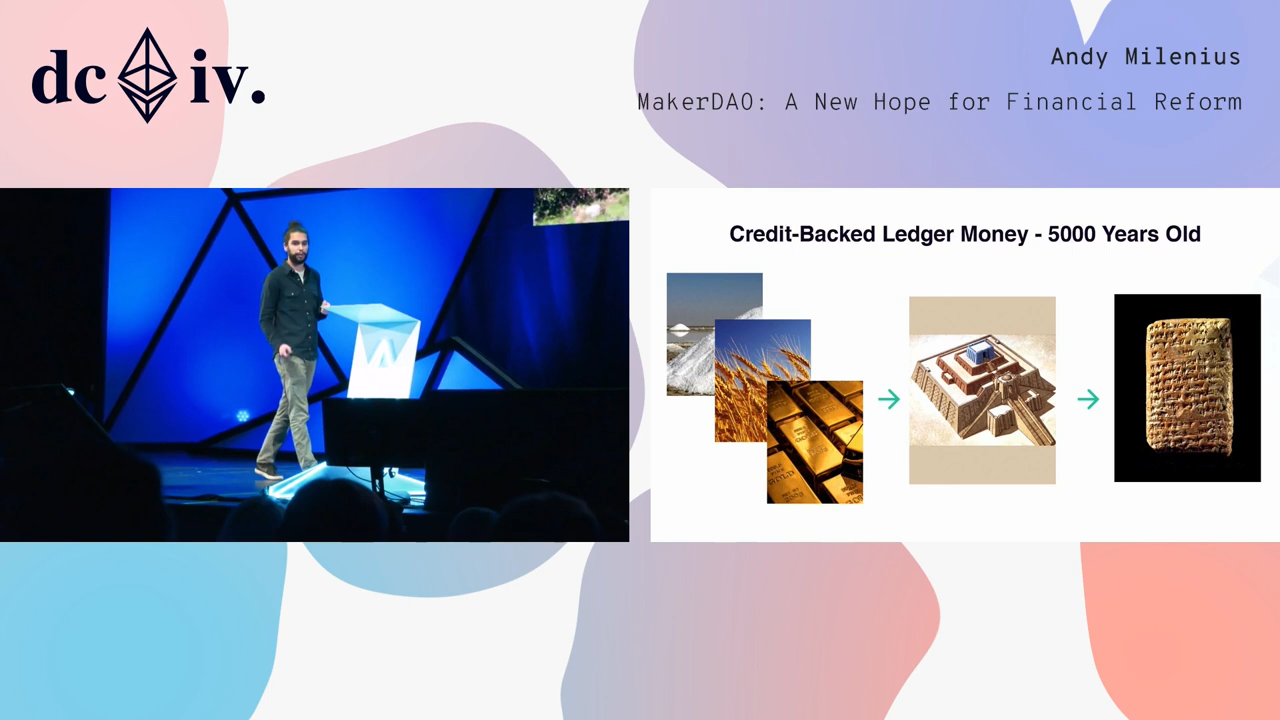 dc iv.
Andy Milenius
MakerDAO: A New Hope for Financial Reform
Credit-Backed Ledger Money - 5000 Years Old